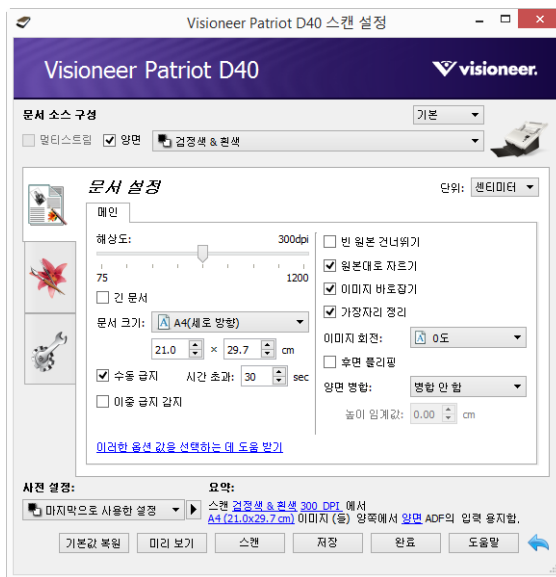 Visioneer Patriot D40 스캔 설정
Visioneer Patriot D40
visioneer.
문서 소스 구성
기본
멀티스트림
양면
검정색 & 흰색
문서 설정
단위: 센티미터
메인
해상도: 300dpi
75 1200
긴 문서
문서 크기: A4(세로 방향)
21.0 × 29.7 cm
수동 급지 시간 초과: 30 sec
이중 급지 감지
빈 원본 건너뛰기
원본대로 자르기
이미지 바로잡기
가장자리 정리
이미지 회전: 0도
후면 플리핑
양면 병합: 병합 안 함
높이 임계값: 0.00 cm
이러한 옵션 값을 선택하는 데 도움 받기
사전 설정:
마지막으로 사용한 설정
요약:
스캔 검정색 & 흰색 300 DPI 에서
A4 (21.0x29.7 cm) 이미지 (등) 양쪽에서 양면 ADF의 입력 용지함.
기본값 복원 미리 보기 스캔 저장 완료 도움말